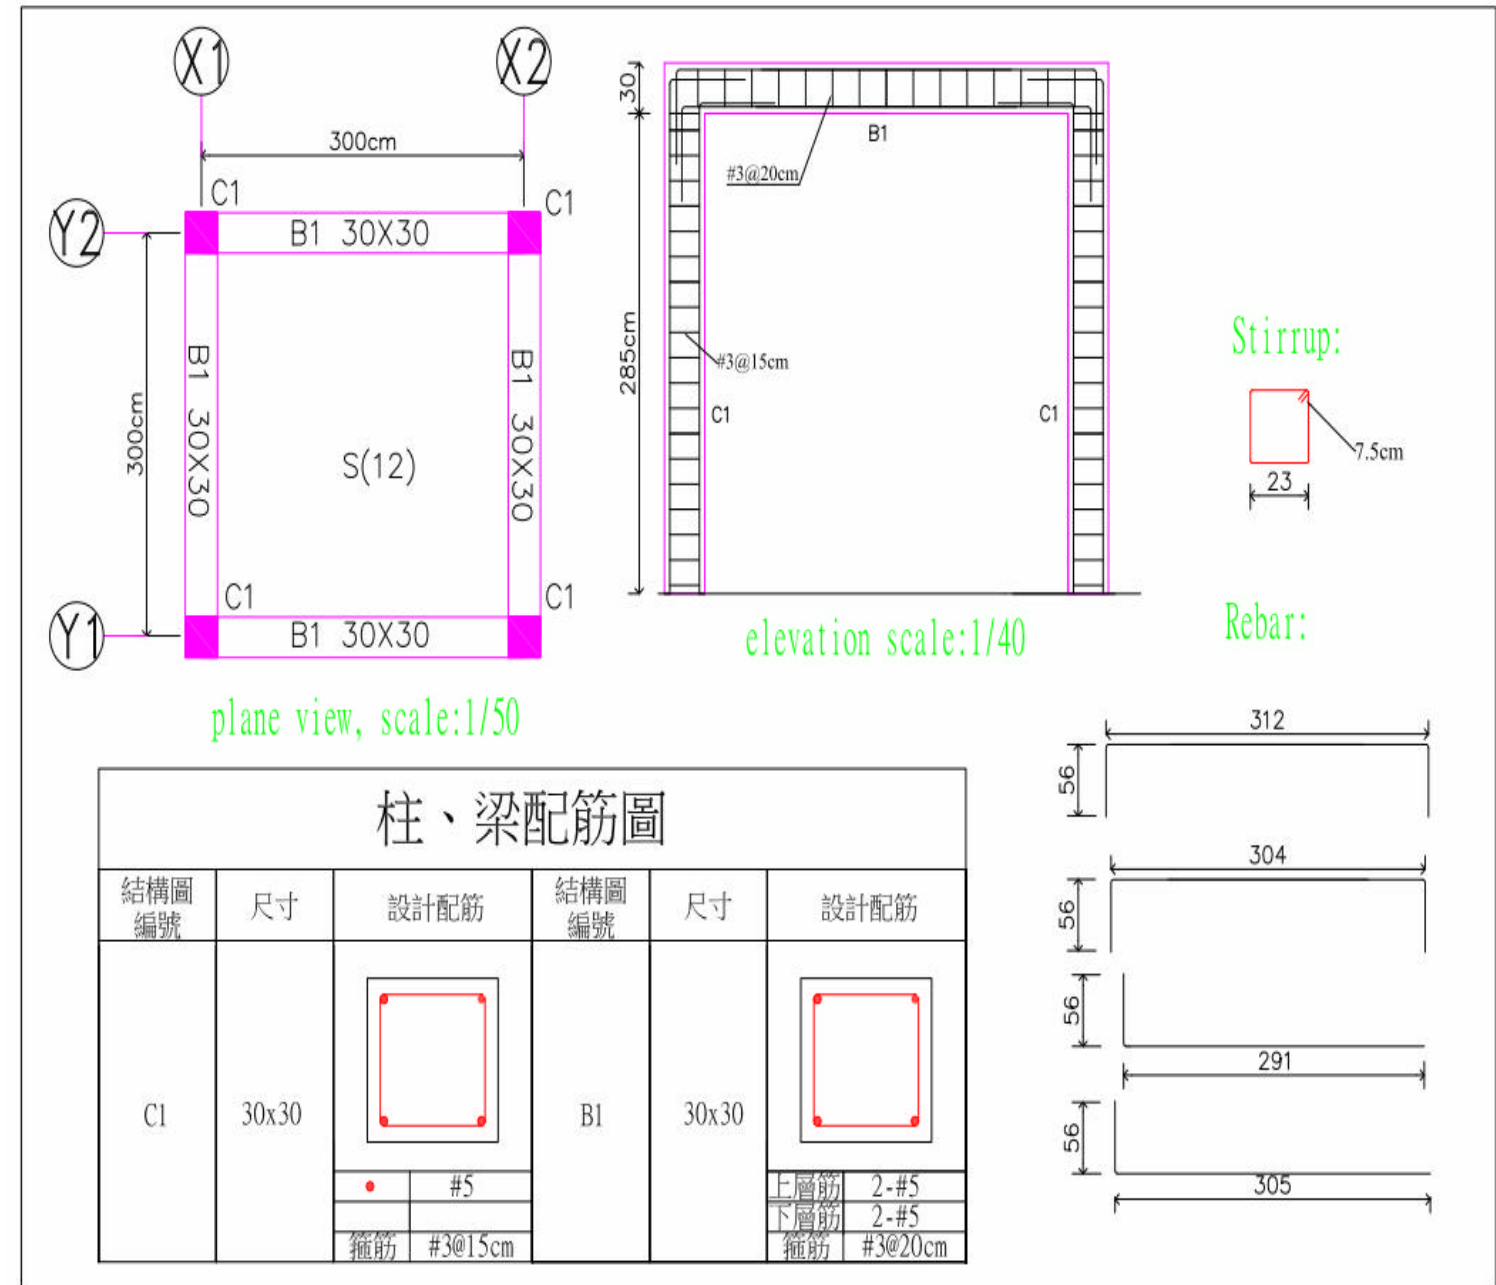 X1
X2
300cm
C1
C1
Y2
B1 30X30
300cm
B1 30X30
B1 30X30
S(12)
C1
C1
Y1
B1 30X30
plane view, scale:1/50
30
285cm
B1
#3@20cm
#3@15cm
C1
C1
elevation scale:1/40
Stirrup:
7.5cm
23
Rebar:
312
56
304
56
56
291
56
305
柱、梁配筋圖
結構圖
編號
尺寸
設計配筋
結構圖
編號
尺寸
設計配筋
C1
30x30
#5
箍筋
#3@15cm
B1
30x30
上層筋
2-#5
下層筋
2-#5
箍筋
#3@20cm